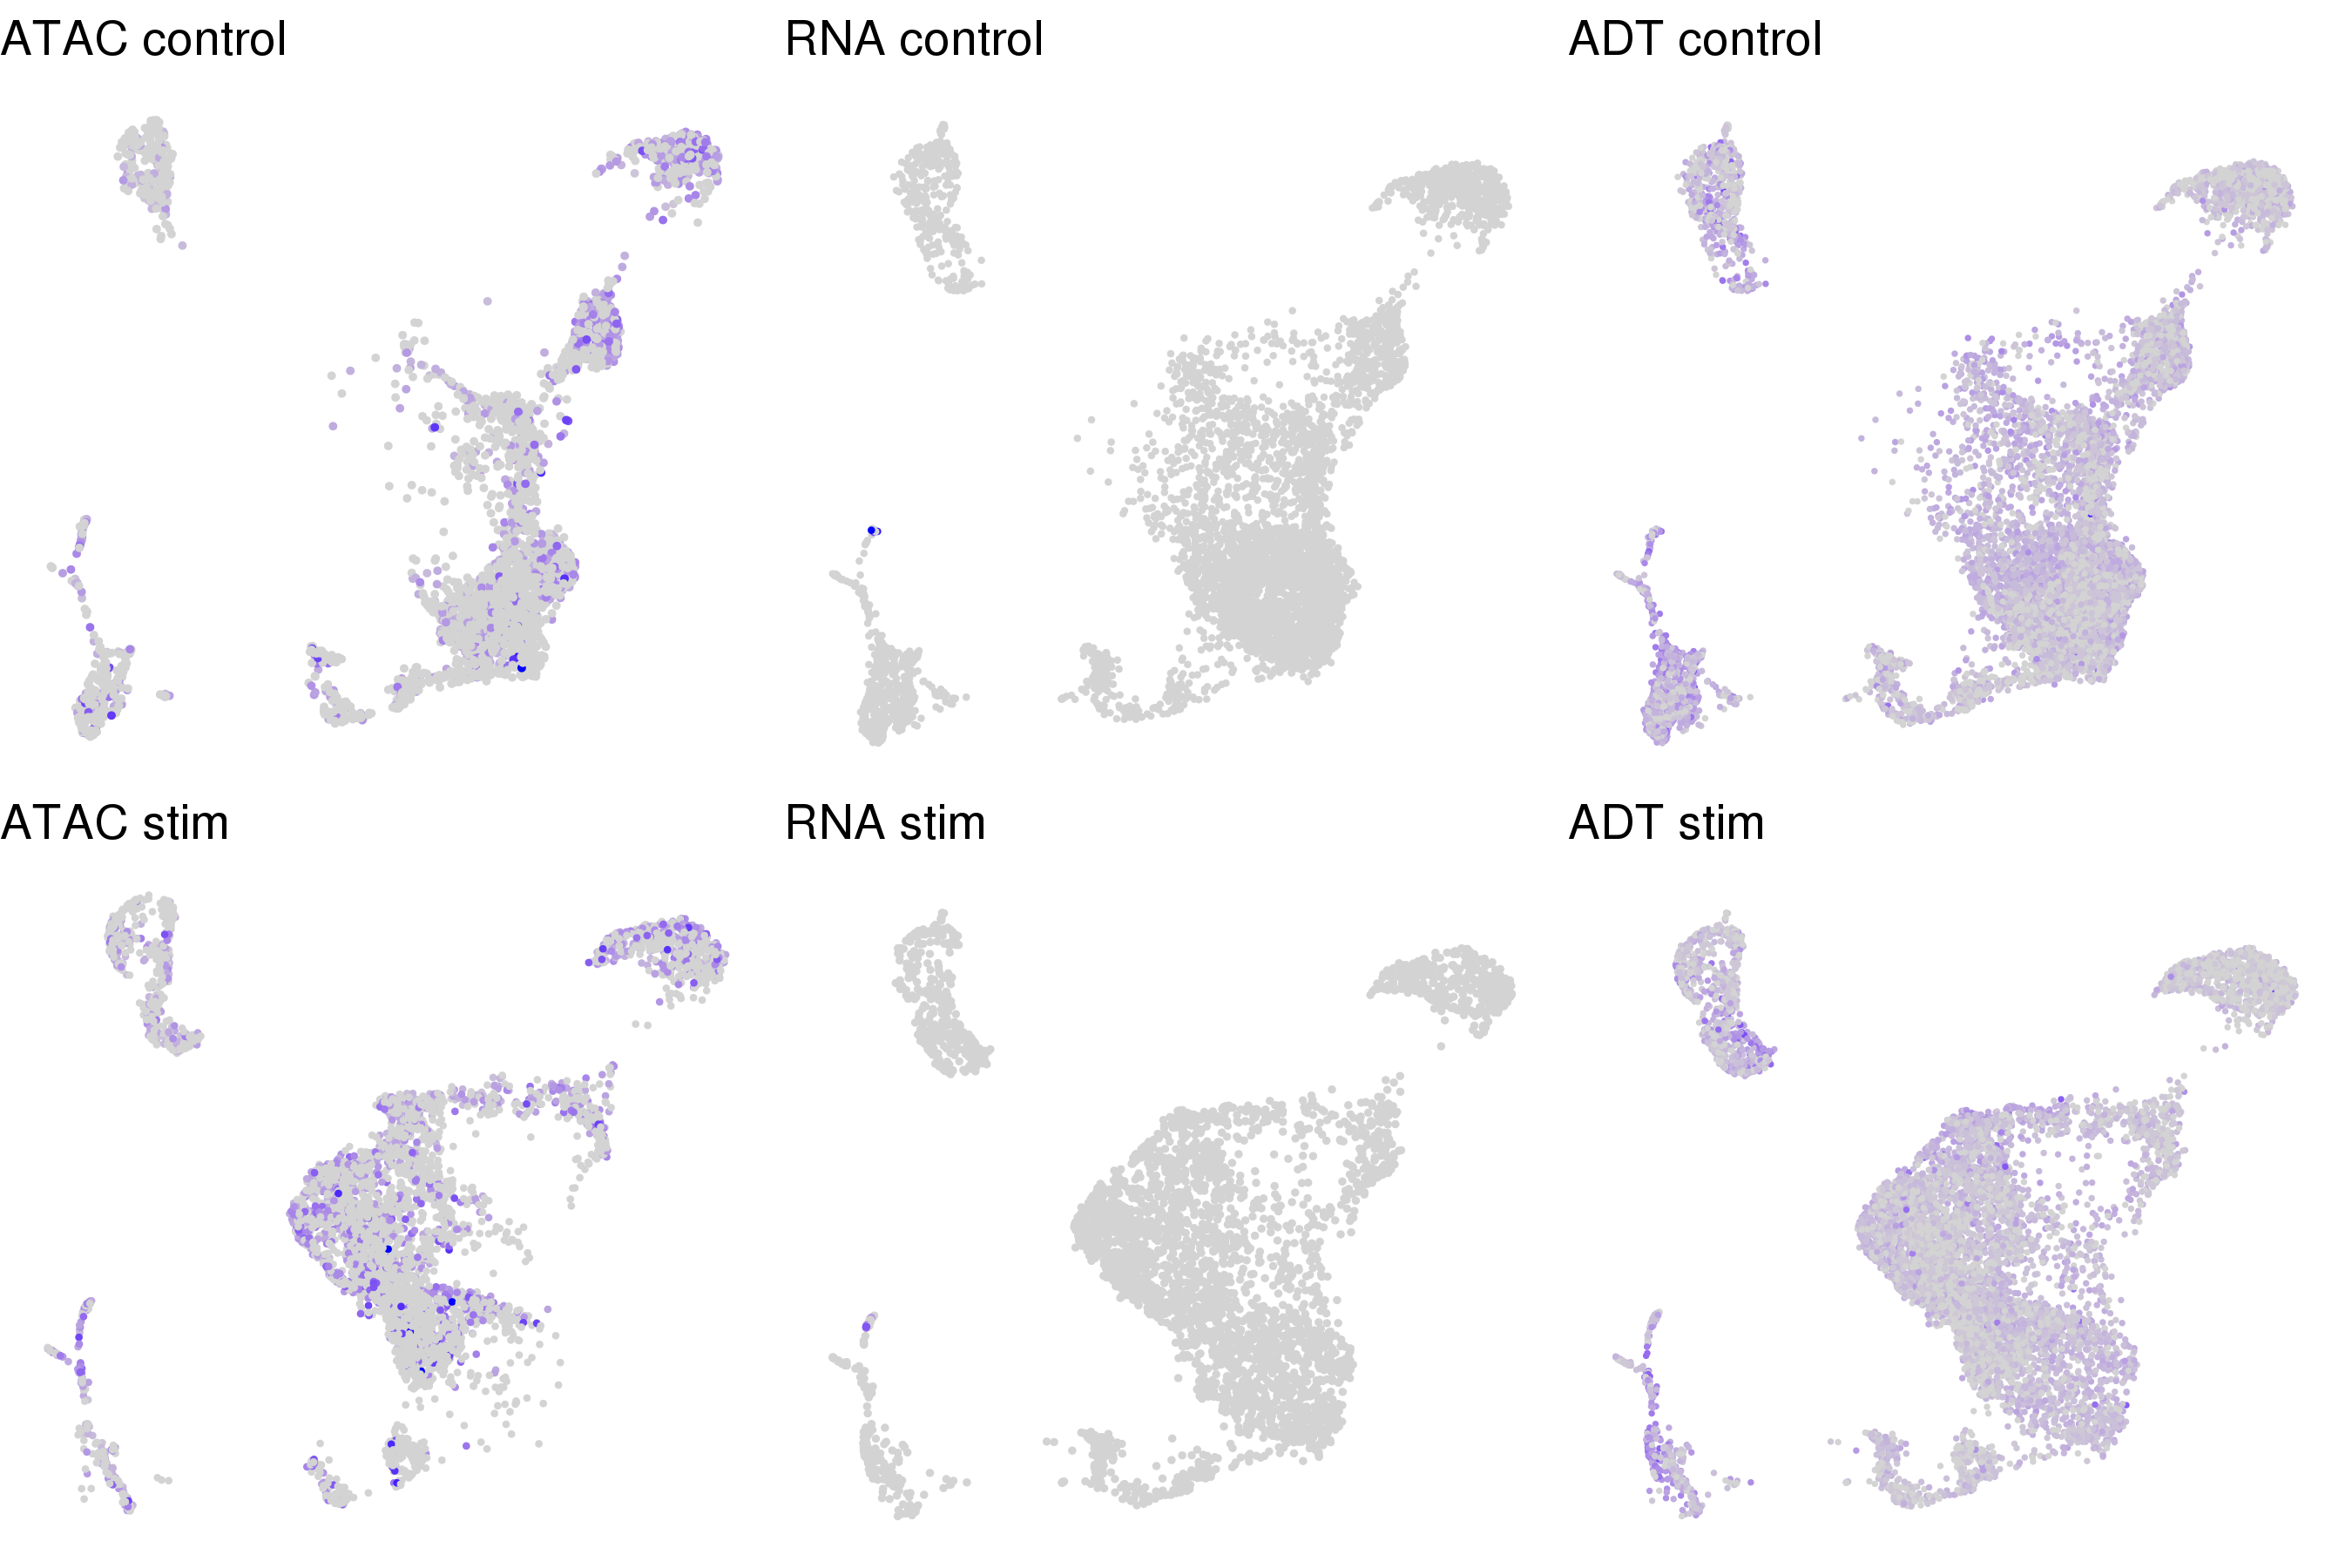 ATAC control
RNA control
ADT control
ATAC stim
RNA stim
ADT stim